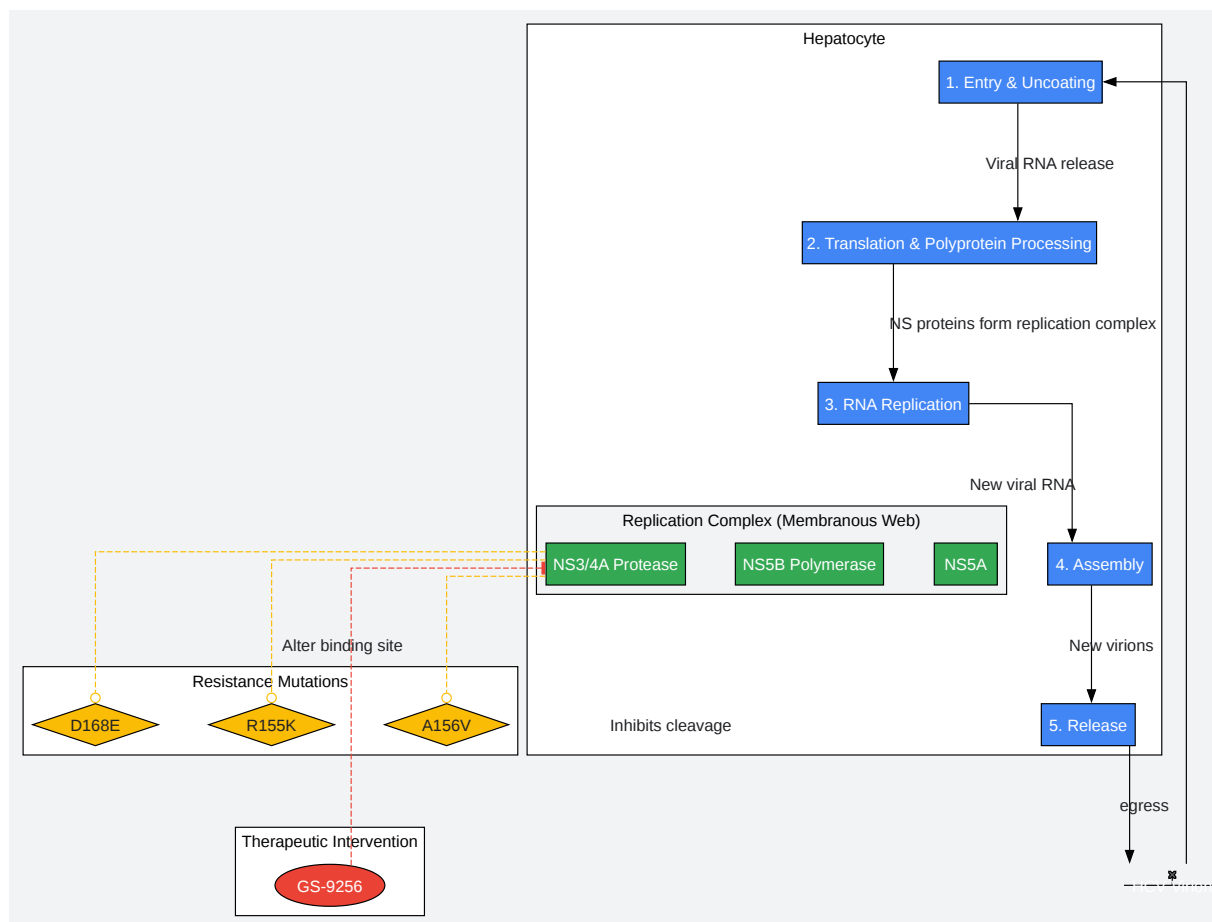 Hepatocyte
1. Entry & Uncoating
Viral RNA release
2. Translation & Polyprotein Processing
NS proteins form replication complex
3. RNA Replication
New viral RNA
Replication Complex (Membranous Web)
NS3/4A Protease
NS5B Polymerase
NS5A
4. Assembly
Alter binding site
New virions
Resistance Mutations
D168E
R155K
A156V
Inhibits cleavage
5. Release
egress
Therapeutic Intervention
GS-9256